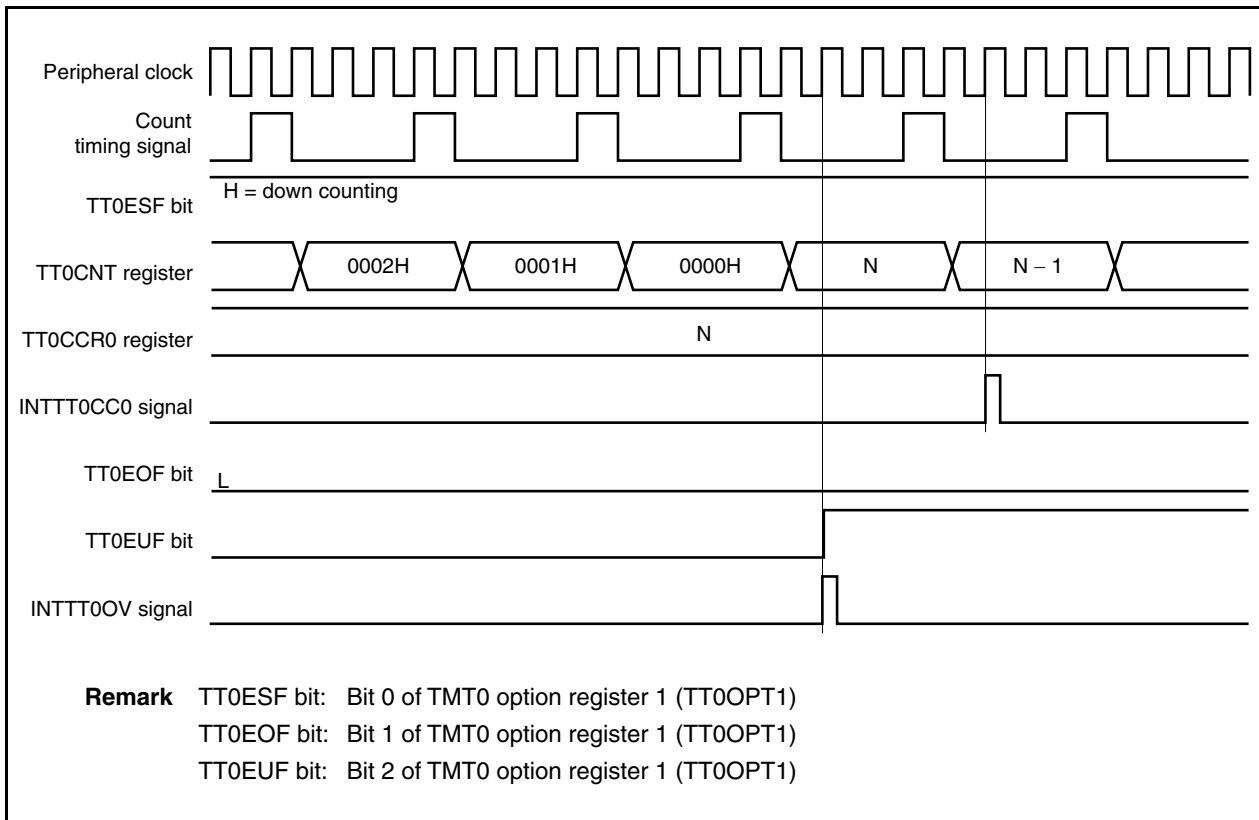 Peripheral clock
Count
timing signal
H = down counting
TT0ESF bit
TT0CNT register 0002H 0001H 0000H N N – 1
TT0CCR0 register N
INTTT0CC0 signal
TT0EOF bit L
TT0EUF bit
INTTT0OV signal
Remark TT0ESF bit: Bit 0 of TMT0 option register 1 (TT0OPT1)
TT0EOF bit: Bit 1 of TMT0 option register 1 (TT0OPT1)
TT0EUF bit: Bit 2 of TMT0 option register 1 (TT0OPT1)